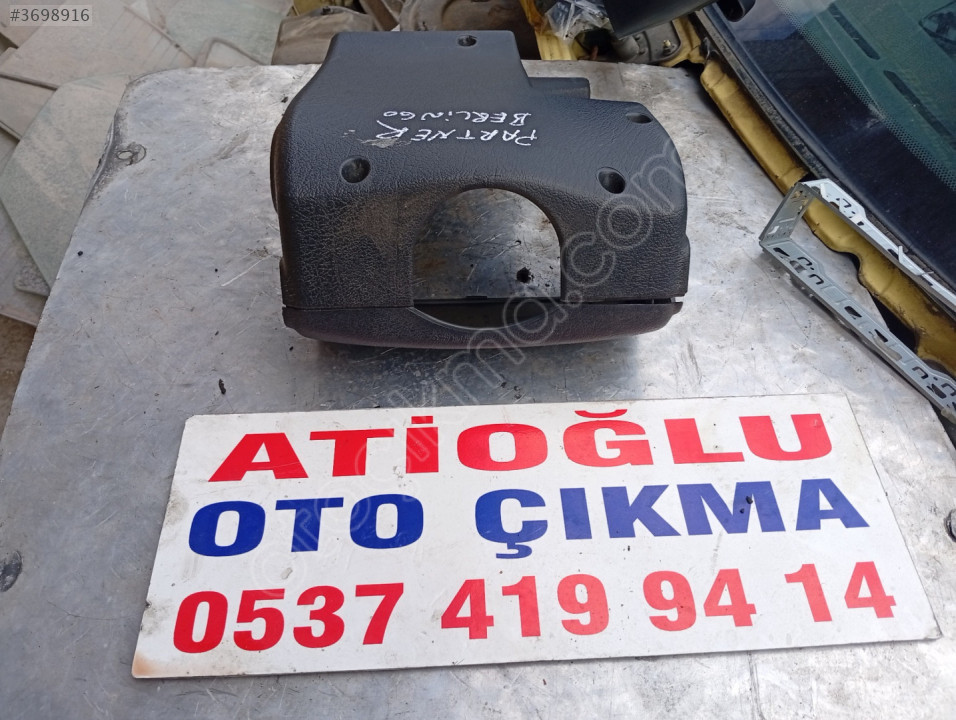 #3698916
PARTNER
BERLiNGO
ATİOĞLU
OTO ÇIKMA
0537 419 94 14